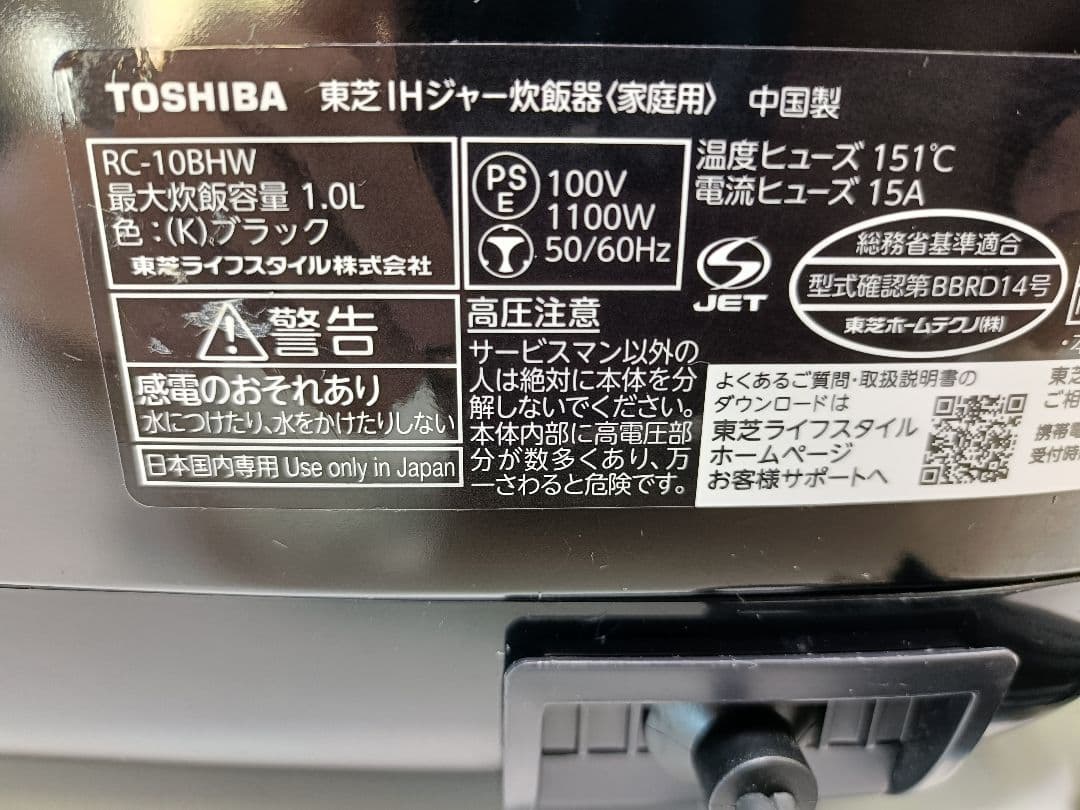 TOSHIBA 東芝IHジャー炊飯器〈家庭用〉 中国製
RC-10BHW
最大炊飯容量 1.0L
色:(K)ブラック
東芝ライフスタイル株式会社
PS
E
100V
1100W
50/60Hz
温度ヒューズ 151℃
電流ヒューズ 15A
JET
総務省基準適合
型式確認第BBRD14号
東芝ホームテクノ(株)
警告
感電のおそれあり
水につけたり、水をかけたりしない
日本国内専用 Use only in Japan
高圧注意
サービスマン以外の
人は絶対に本体を分
解しないでください。
本体内部に高電圧部
分が数多くあり、万
一さわると危険です。
よくあるご質問・取扱説明書の
ダウンロードは
東芝ライフスタイル
ホームページ
お客様サポートへ
東芝
ご相
携帯電
受付時